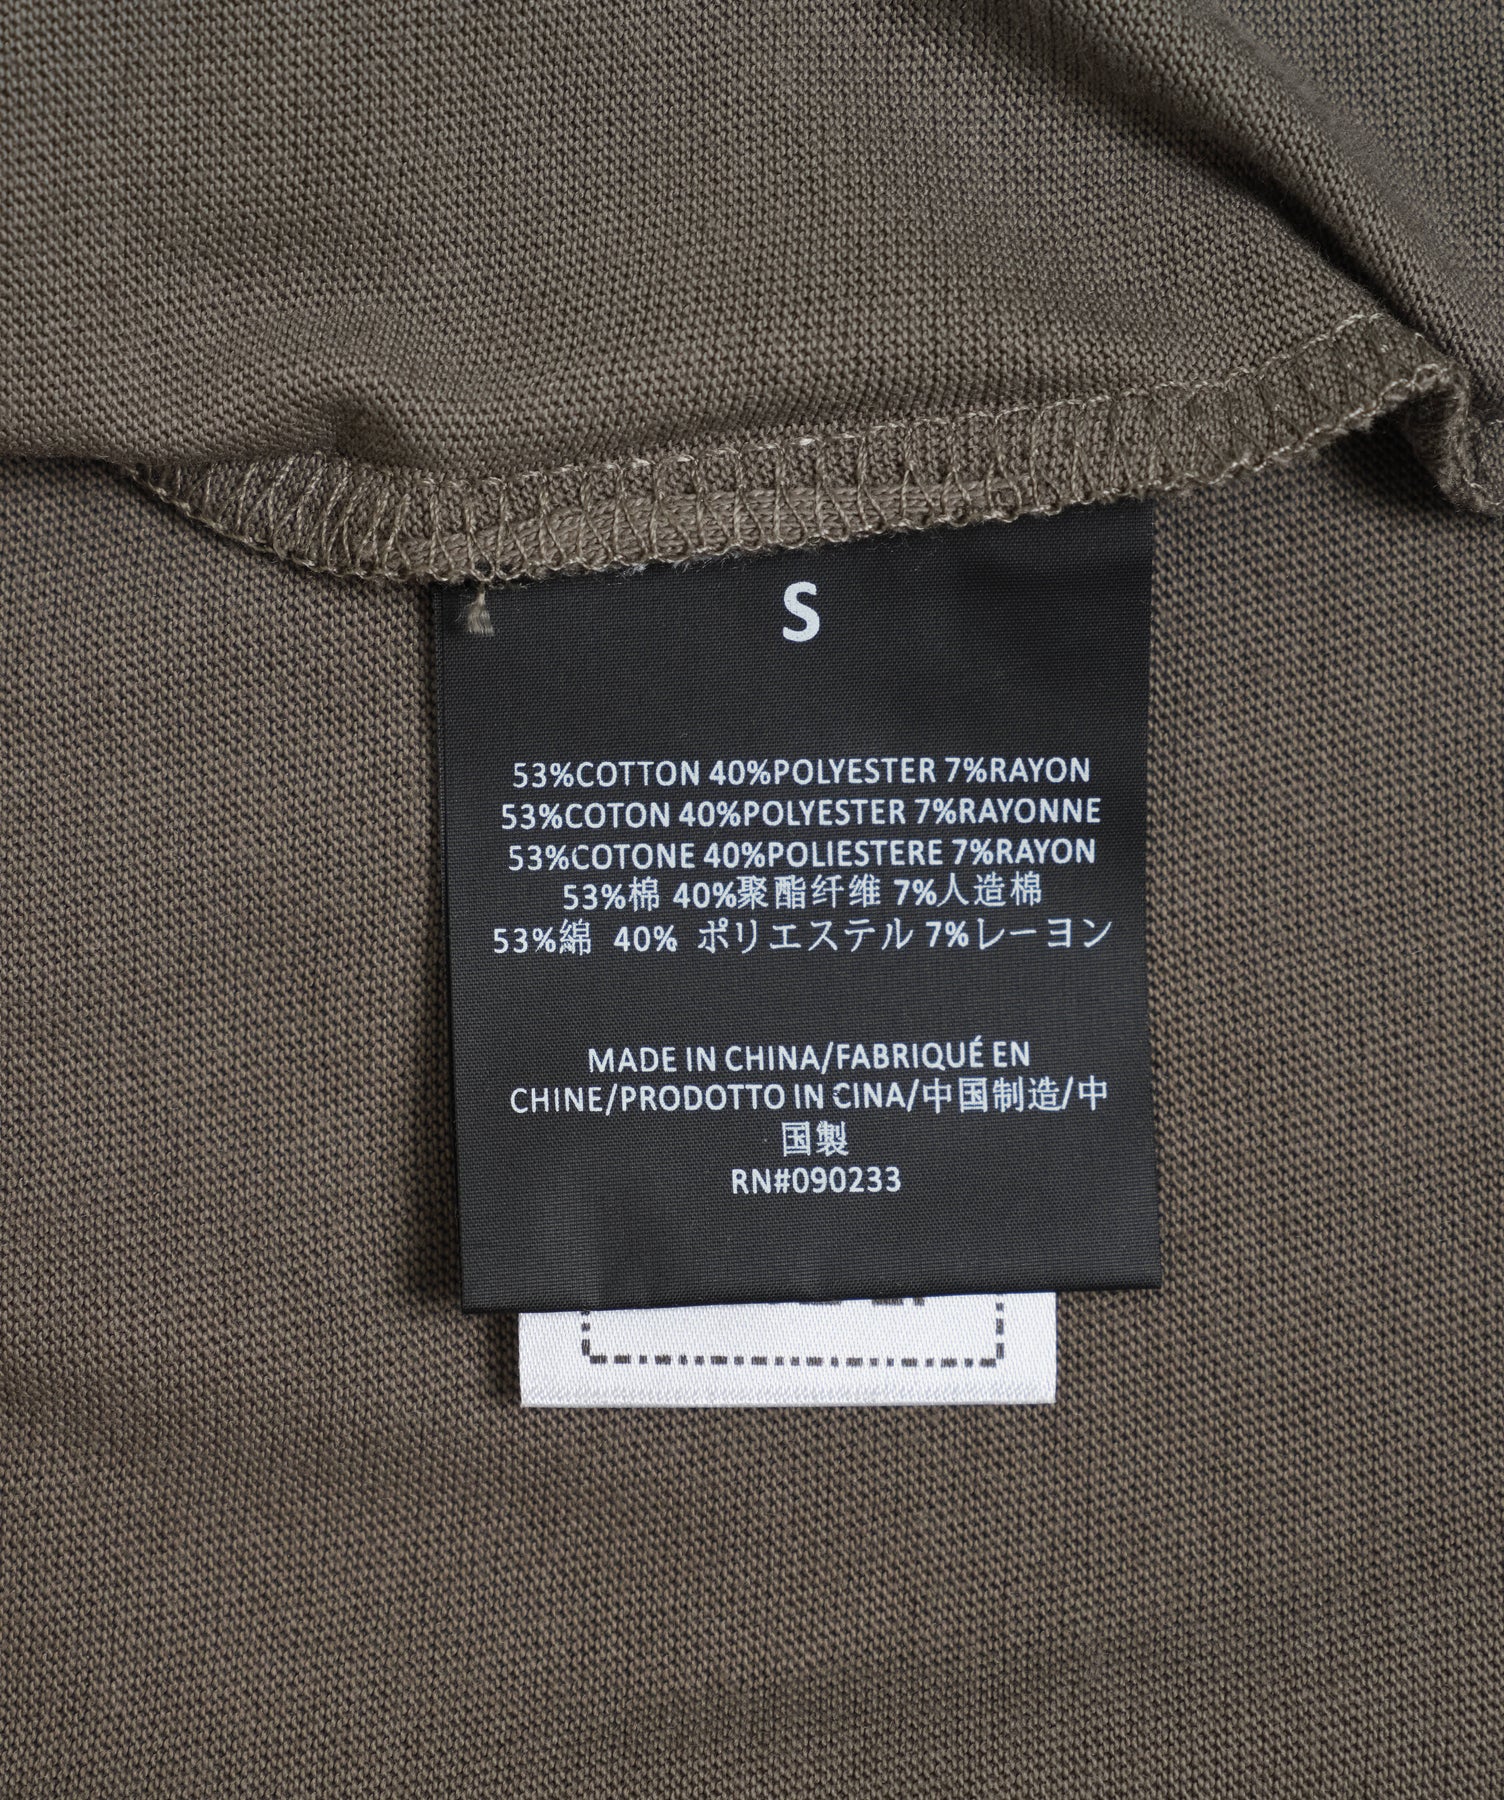 S
53%COTTON 40%POLYESTER 7%RAYON
53%COTON 40%POLYESTER 7%RAYONNE
53%COTONE 40%POLIESTERE 7%RAYON
53%棉 40%聚酯纤维 7%人造棉
53%綿 40% ポリエステル 7%レーヨン
MADE IN CHINA/FABRIQUÉ EN
CHINE/PRODOTTO IN CINA/中国制造/中
国製
RN#090233